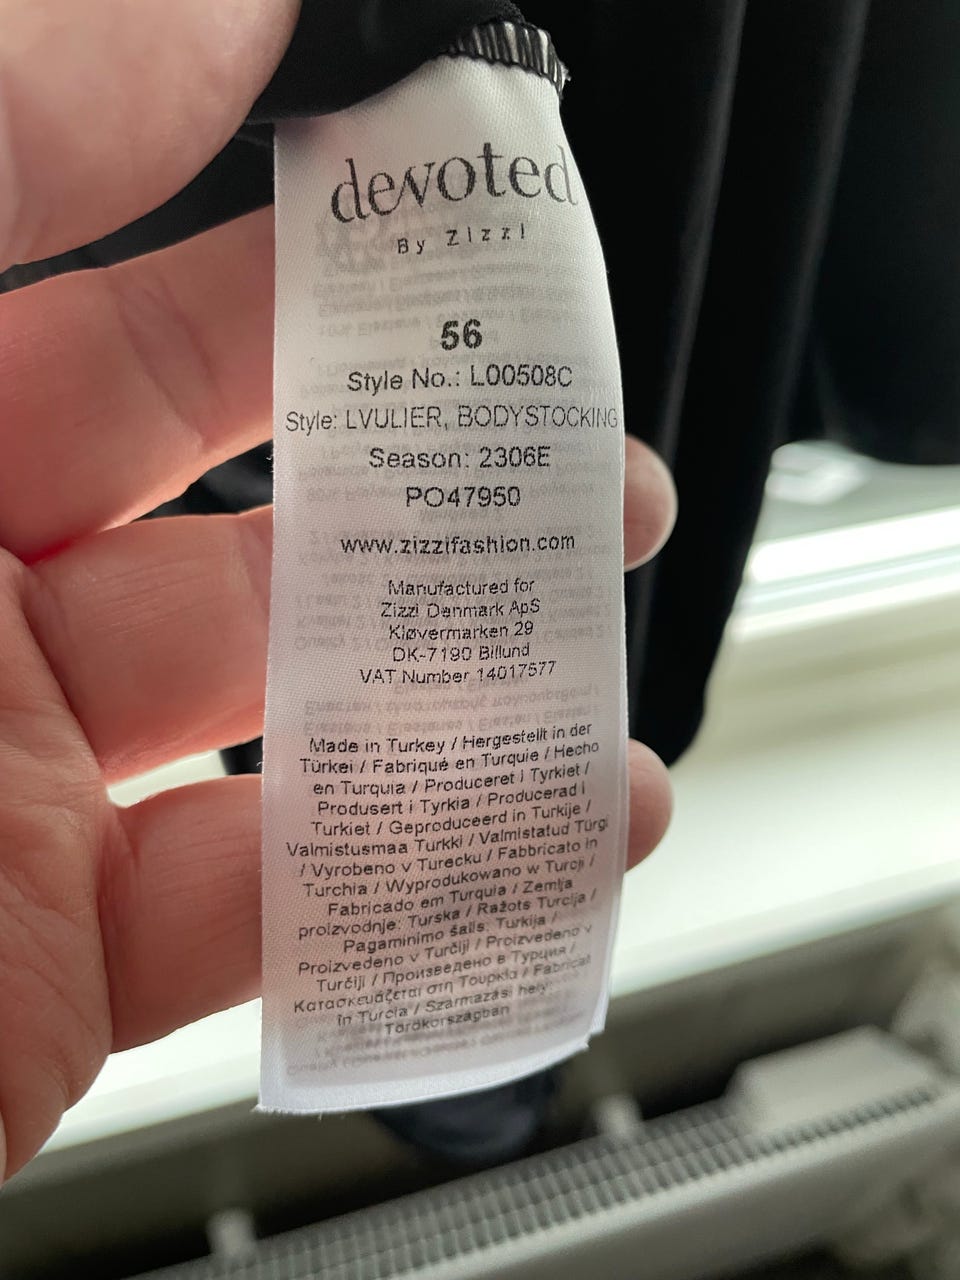 devoted
By Zizzi
56
Style No.: L00508C
Style: LVULIER, BODYSTOCKING
Season: 2306E
PO47950
www.zizzifashion.com
Manufactured for
Zizzi Denmark ApS
Kløvermarken 29
DK-7190 Billund
VAT Number 14017577
Made in Turkey / Hergestellt in der
Türkei / Fabriqué en Turquie / Hecho
en Turquia / Produceret i Tyrkiet /
Produsert i Tyrkia / Producerad i
Turkiet / Geproduceerd in Turkije /
Valmistusmaa Turkki / Valmistatud Türgi
/ Vyrobeno v Turecku / Fabbricato in
Turchia / Wyprodukowano w Turcji /
Fabricado em Turquia / Zemlja
proizvodnje: Turska / Ražots Turcija /
Pagaminimo šalis: Turkija /
Proizvedeno v Turčiji / Proizvedeno v
Turčiji / Произведено в Турция /
Κατασκευάζεται στη Τουρκία / Fabricat
în Turcia / Származási hely:
Törökországban